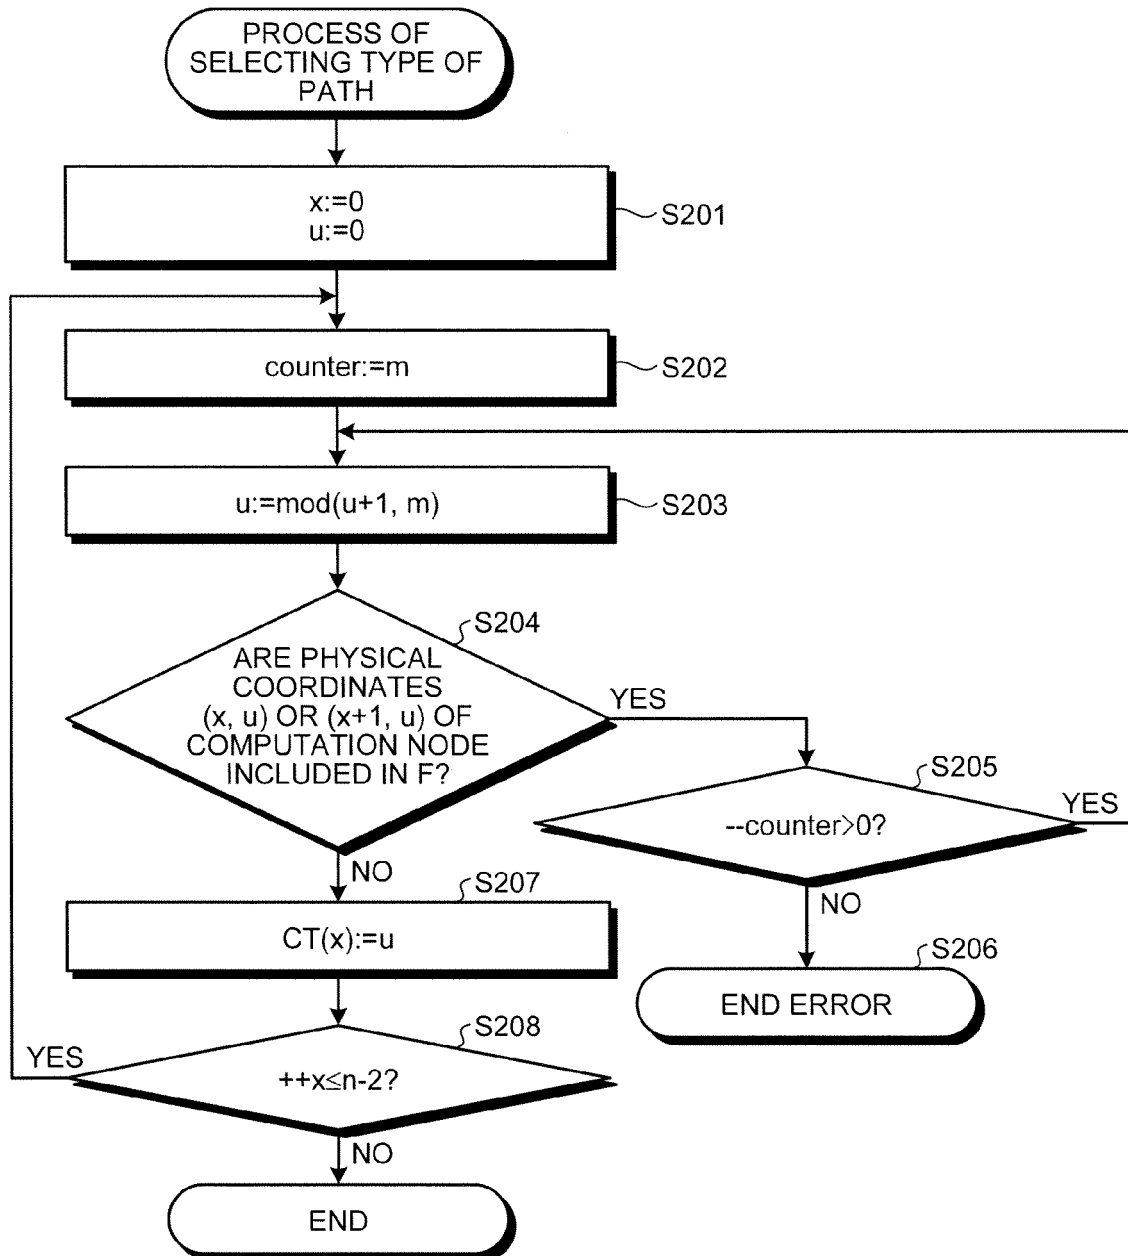 PROCESS OF
SELECTING TYPE OF
PATH
x:=0
u:=0
S201
counter:=m
S202
u:=mod(u+1, m)
S203
S204
ARE PHYSICAL
COORDINATES
(x, u) OR (x+1, u) OF
COMPUTATION NODE
INCLUDED IN F?
YES
NO
S205
--counter>0?
YES
NO
S206
END ERROR
S207
CT(x):=u
S208
++x≤n-2?
YES
NO
END